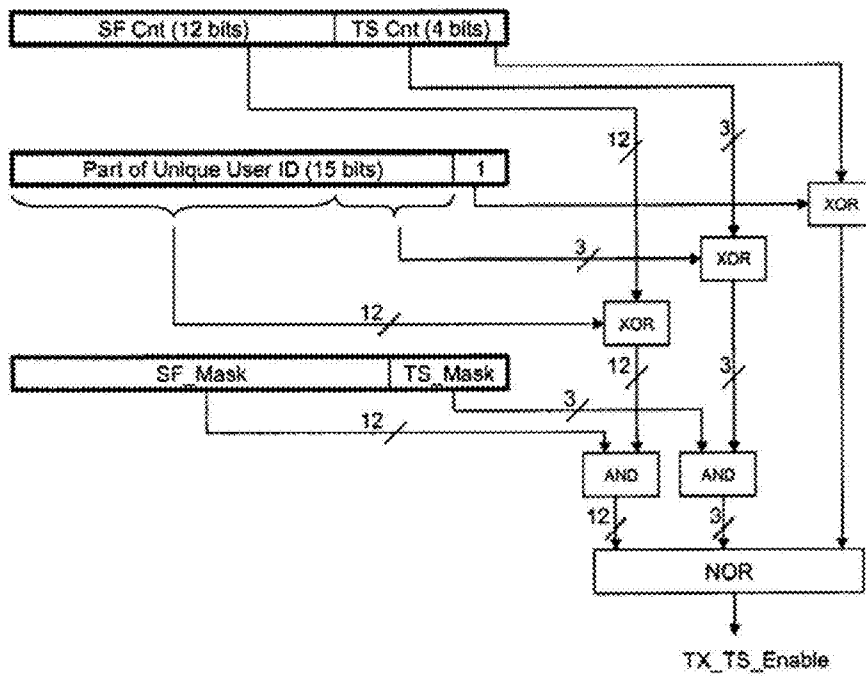 SF Cnt (12 bits) TS Cnt (4 bits)
12 3
Part of Unique User ID (15 bits) 1
XOR
3 XOR
12 XOR
SF_Mask TS_Mask 12 3
12 3
AND AND
12 3
NOR
TX_TS_Enable